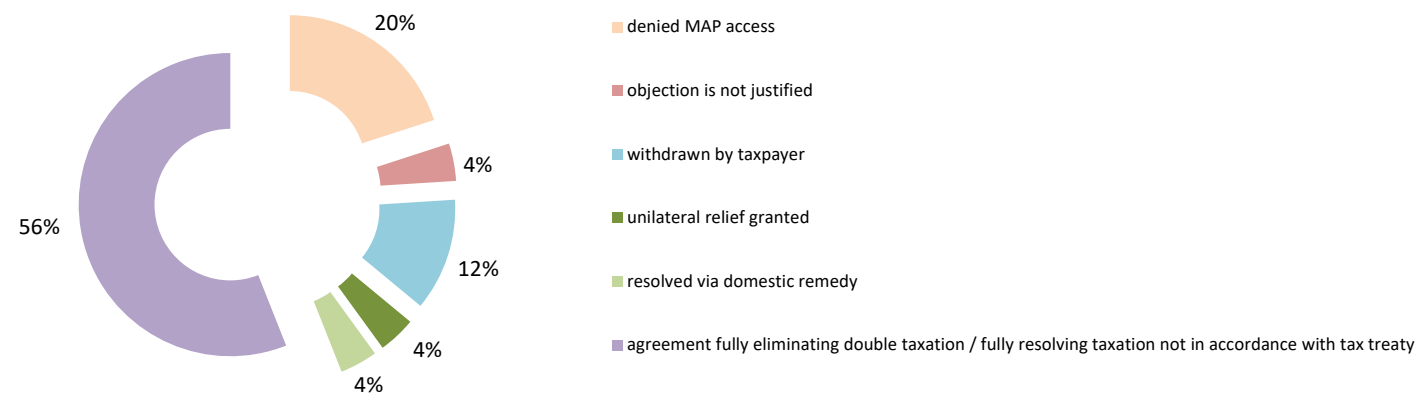 20%
4%
12%
4%
4%
56%
denied MAP access
objection is not justified
withdrawn by taxpayer
unilateral relief granted
resolved via domestic remedy
agreement fully eliminating double taxation / fully resolving taxation not in accordance with tax treaty